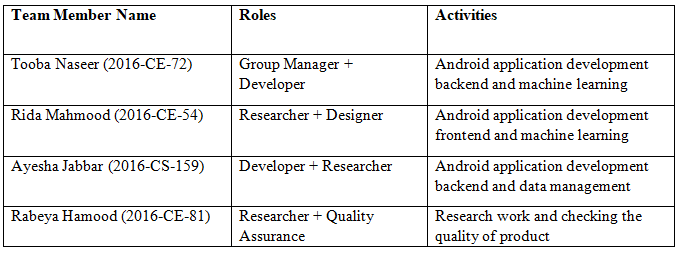 Team Member Name Roles Activities
Tooba Naseer (2016-CE-72) Group Manager + Android application development
Developer backend and machine learning
Rida Mahmood (2016-CE-54) Researcher + Designer Android application development
frontend and machine learning
Ayesha Jabbar (2016-CS-159) Developer + Researcher Android application development
backend and data management
Rabeya Hamood (2016-CE-81) Researcher + Quality Research work and checking the
Assurance quality of product